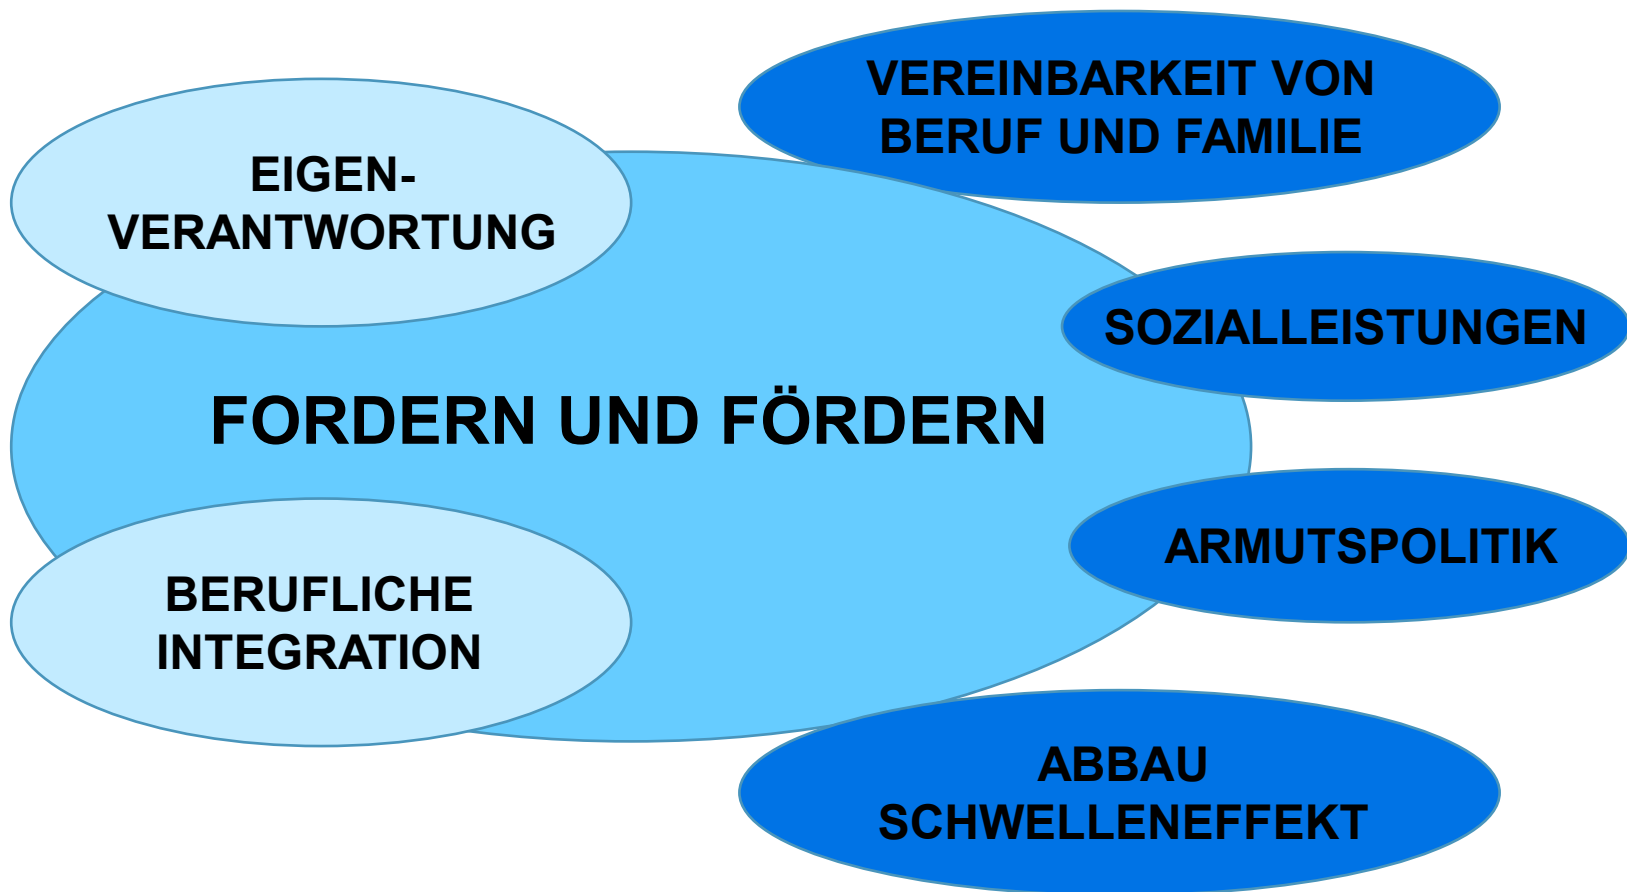 VEREINBARKEIT VON
BERUF UND FAMILIE
EIGEN-
VERANTWORTUNG
SOZIALLEISTUNGEN
FORDERN UND FÖRDERN
ARMUTSPOLITIK
BERUFLICHE
INTEGRATION
ABBAU
SCHWELLENEFFEKT